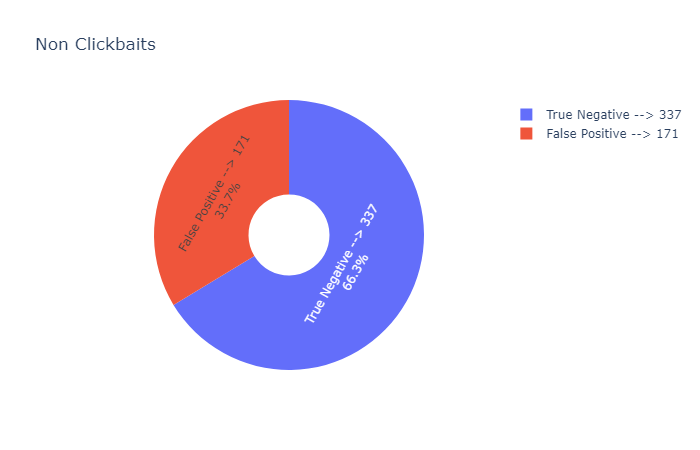 Non Clickbaits
True Negative --> 337
False Positive --> 171
False Positive --> 171
33.7%
True Negative --> 337
66.3%